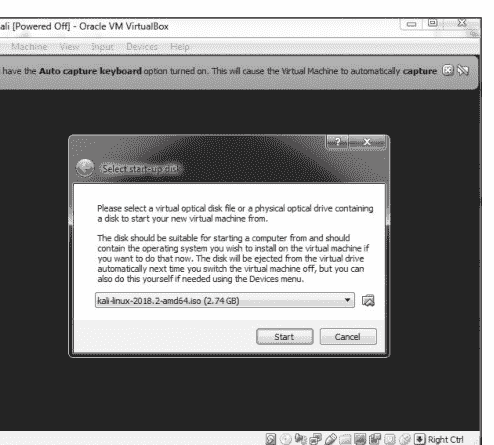 ali [Powered Off] - Oracle VM VirtualBox
Machine View Input Devices Help
have the Auto capture keyboard option turned on. This will cause the Virtual Machine to automatically capture
Select start-up disk
Please select a virtual optical disk file or a physical optical drive containing
a disk to start your new virtual machine from.
The disk should be suitable for starting a computer from and should
contain the operating system you wish to install on the virtual machine if
you want to do that now. The disk will be ejected from the virtual drive
automatically next time you switch the virtual machine off, but you can
also do this yourself if needed using the Devices menu.
kali-linux-2018.2-amd64.iso (2.74 GB)
Start Cancel
Right Ctrl